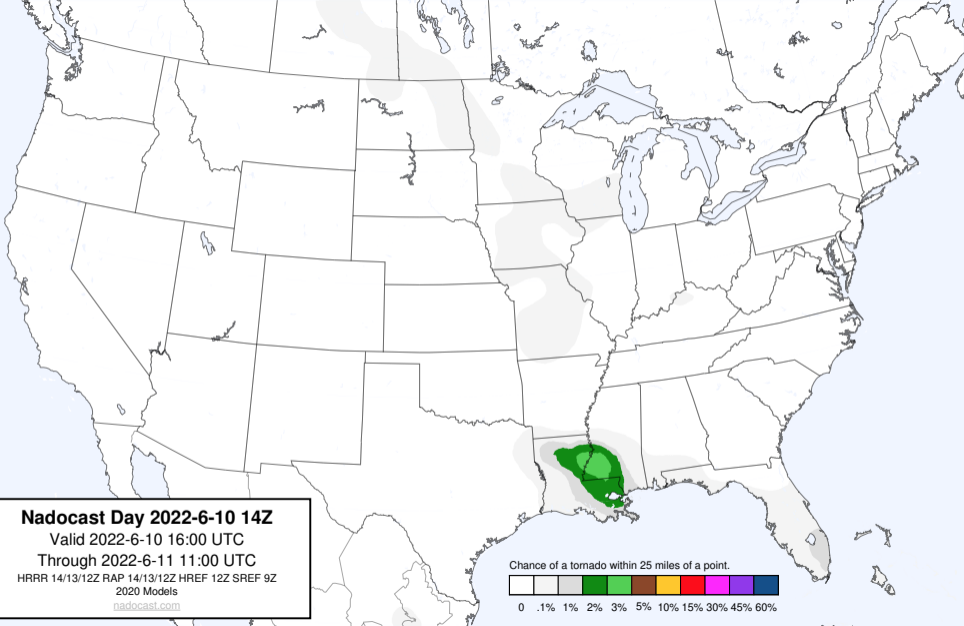 Nadocast Day 2022-6-10 14Z
Valid 2022-6-10 16:00 UTC
Through 2022-6-11 11:00 UTC
HRRR 14/13/12Z RAP 14/13/12Z HREF 12Z SREF 9Z
2020 Models
nadocast.com
Chance of a tornado within 25 miles of a point.
0 .1% 1% 2% 3% 5% 10% 15% 30% 45% 60%